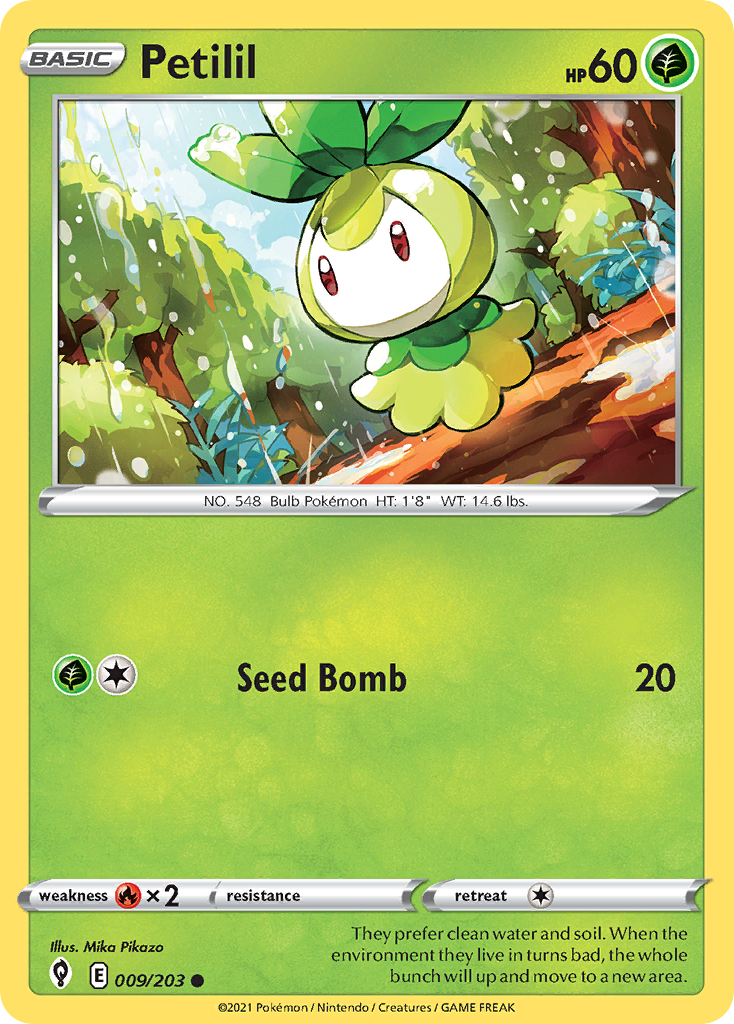 BASIC Petilil HP60
NO. 548 Bulb Pokémon HT: 1'8" WT: 14.6 lbs.
Seed Bomb 20
weakness ×2 resistance retreat
Illus. Mika Pikazo
They prefer clean water and soil. When the
environment they live in turns bad, the whole
bunch will up and move to a new area.
E 009/203
©2021 Pokémon / Nintendo / Creatures / GAME FREAK